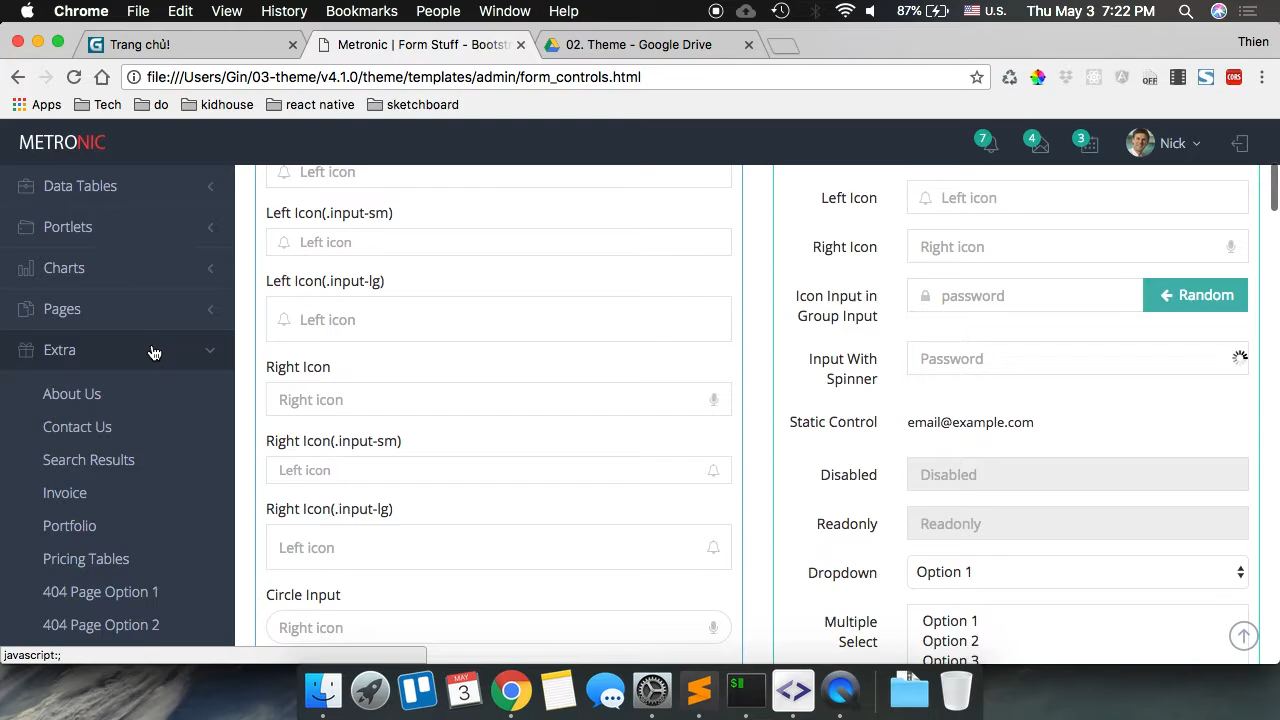 Chrome File Edit View History Bookmarks People Window Help 87% U.S. Thu May 3 7:22 PM
Trang chủ! Metronic | Form Stuff - Bootstr 02. Theme - Google Drive Thien
file:///Users/Gin/03-theme/v4.1.0/theme/templates/admin/form_controls.html OFF CORS
Apps Tech do kidhouse react native sketchboard
METRONIC 7 4 3 Nick
Data Tables
Portlets
Charts
Pages
Extra
About Us
Contact Us
Search Results
Invoice
Portfolio
Pricing Tables
404 Page Option 1
404 Page Option 2
javascript:;
Left icon
Left Icon(.input-sm)
Left icon
Left Icon(.input-lg)
Left icon
Right Icon
Right icon
Right Icon(.input-sm)
Left icon
Right Icon(.input-lg)
Left icon
Circle Input
Right icon
Left Icon Left icon
Right Icon Right icon
Icon Input in
Group Input
password Random
Input With
Spinner
Password
Static Control email@example.com
Disabled Disabled
Readonly Readonly
Dropdown Option 1
Multiple
Select
Option 1
Option 2
Option 3
MAY
3
$